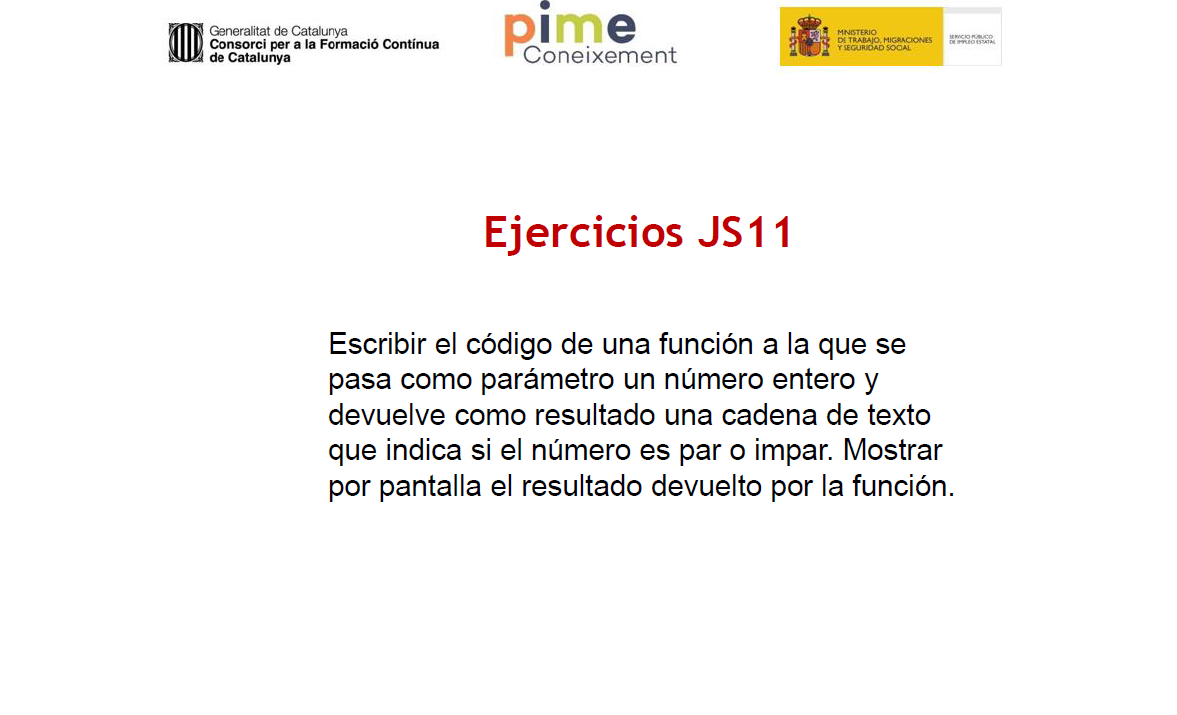 Generalitat de Catalunya
Consorci per a la Formació Contínua
de Catalunya
pime
Coneixement
MINISTERIO
DE TRABAJO, MIGRACIONES
Y SEGURIDAD SOCIAL
SERVICIO PÚBLICO
DE EMPLEO ESTATAL
Ejercicios JS11
Escribir el código de una función a la que se
pasa como parámetro un número entero y
devuelve como resultado una cadena de texto
que indica si el número es par o impar. Mostrar
por pantalla el resultado devuelto por la función.